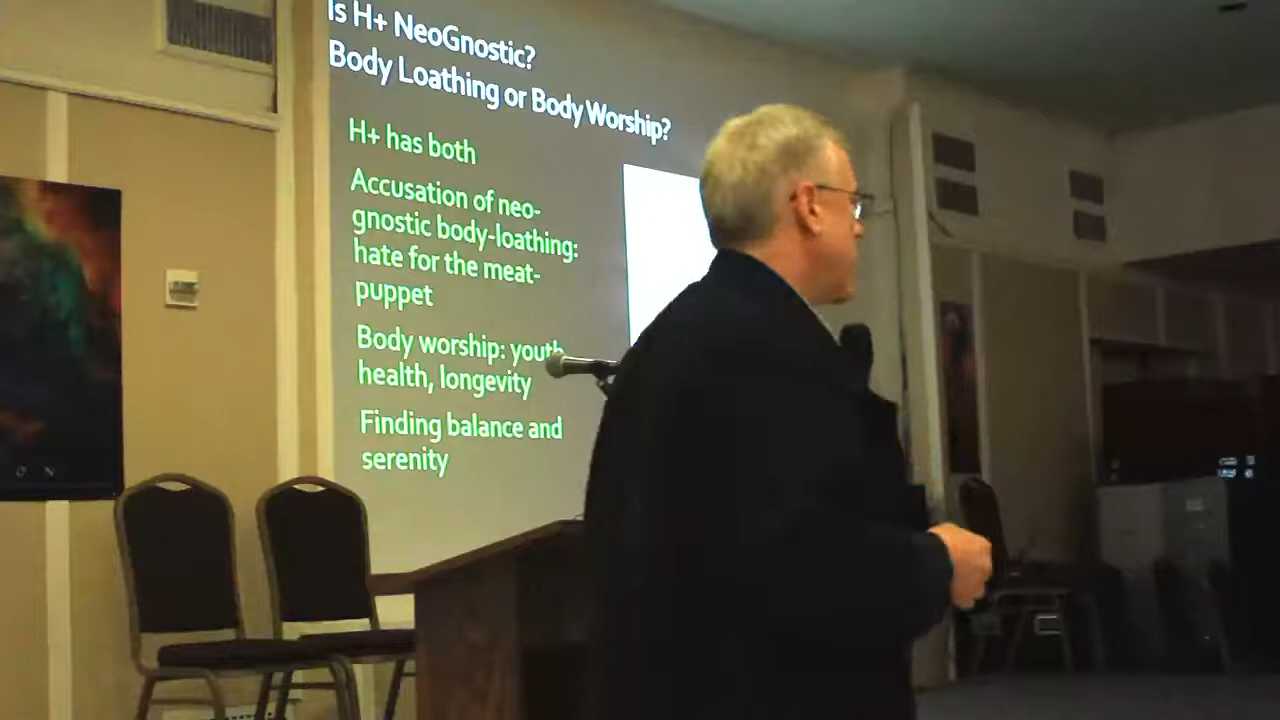 Is H+ NeoGnostic?
Body Loathing or Body Worship?
H+ has both
Accusation of neo-
gnostic body-loathing:
hate for the meat-
puppet
Body worship: youth,
health, longevity
Finding balance and
serenity
O N